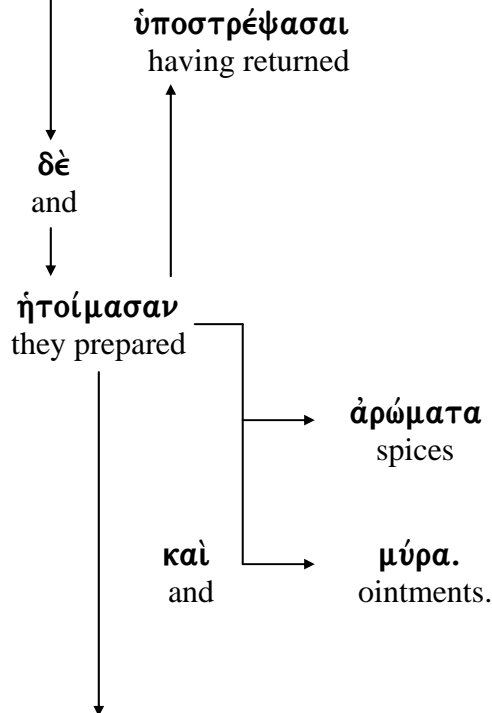 ὑποστρέψασαι
having returned
δὲ
and
ἡτοίμασαν
they prepared
ἀρώματα
spices
καὶ
and
μύρα.
ointments.